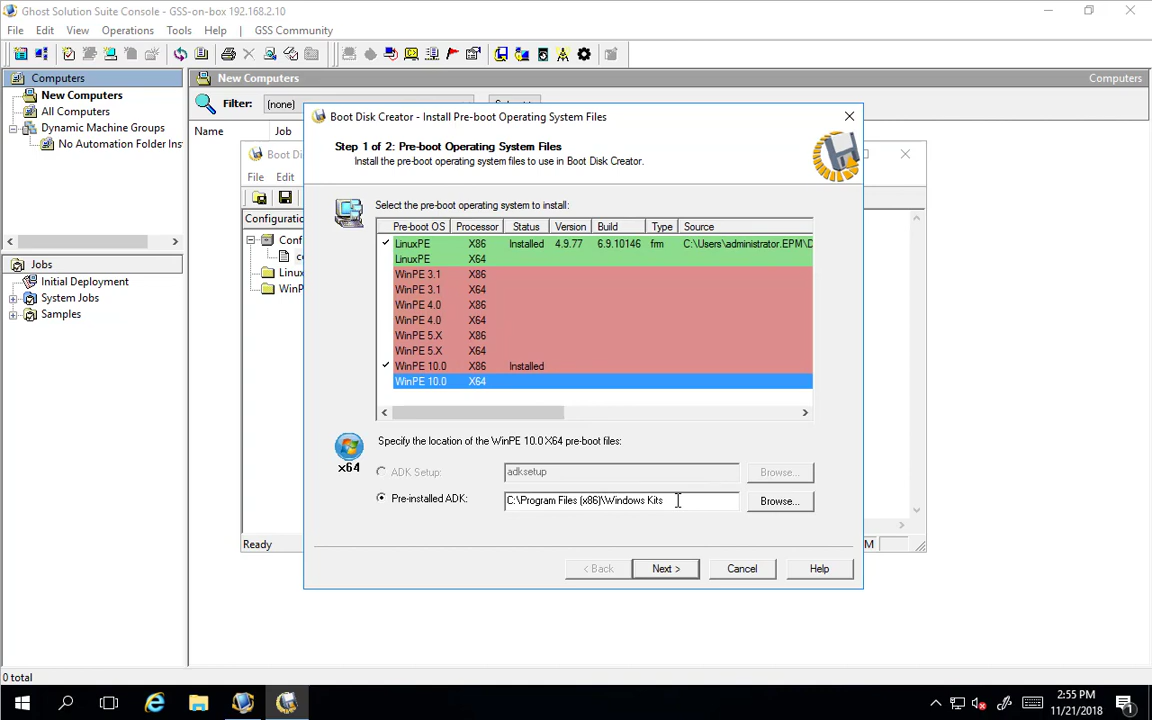 Ghost Solution Suite Console - GSS-on-box 192.168.2.10
File Edit View Operations Tools Help GSS Community
Computers
New Computers
All Computers
Dynamic Machine Groups
No Automation Folder Ins
Jobs
Initial Deployment
System Jobs
Samples
New Computers Computers
Filter: (none)
Name Job
Boot Di
File Edit
Configuration
Conf
Linux
WinP
Ready M
Boot Disk Creator - Install Pre-boot Operating System Files
Step 1 of 2: Pre-boot Operating System Files
Install the pre-boot operating system files to use in Boot Disk Creator.
Select the pre-boot operating system to install:
Pre-boot OS Processor Status Version Build Type Source
LinuxPE X86 Installed 4.9.77 6.9.10146 frm C:\Users\administrator.EPM\D
LinuxPE X64
WinPE 3.1 X86
WinPE 3.1 X64
WinPE 4.0 X86
WinPE 4.0 X64
WinPE 5.X X86
WinPE 5.X X64
WinPE 10.0 X86 Installed
WinPE 10.0 X64
Specify the location of the WinPE 10.0 X64 pre-boot files:
x64
ADK Setup: adksetup Browse...
Pre-installed ADK: C:\Program Files (x86)\Windows Kits Browse...
< Back Next > Cancel Help
0 total
2:55 PM
11/21/2018
1